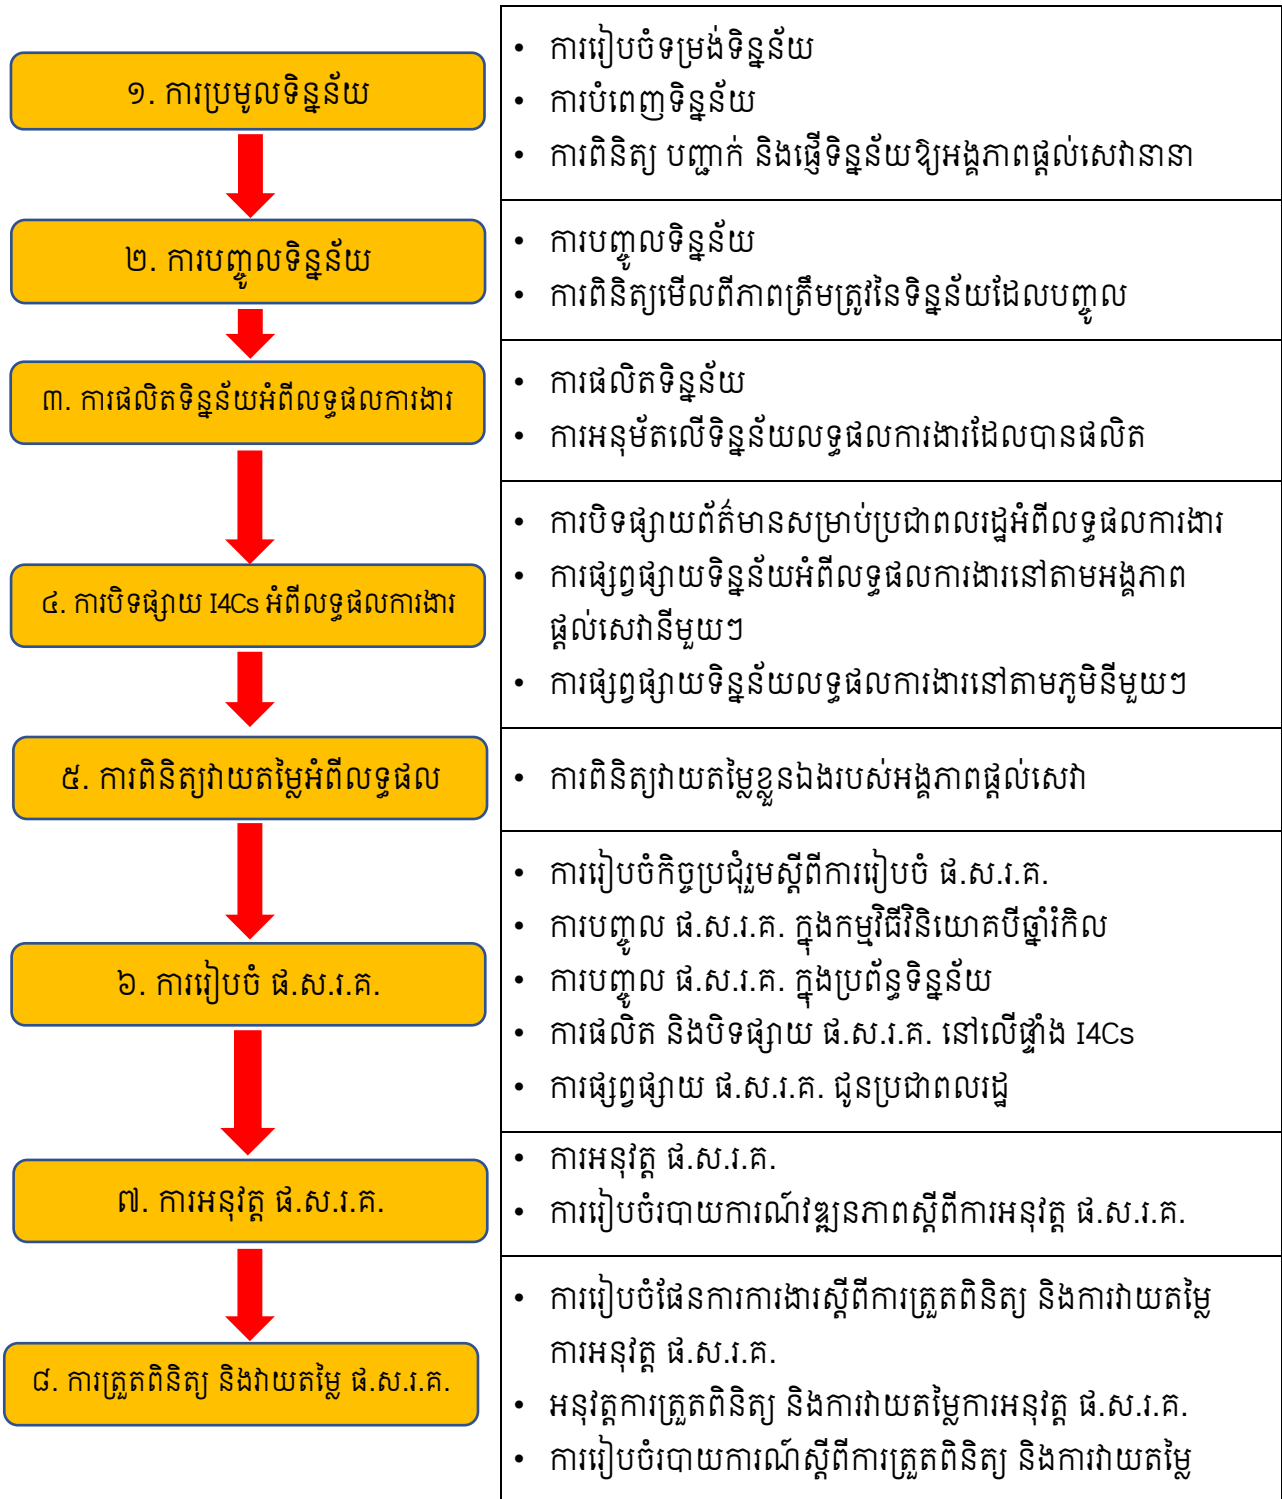 ១. ការប្រមូលទិន្នន័យ
• ការរៀបចំទម្រង់ទិន្នន័យ
• ការបំពេញទិន្នន័យ
• ការពិនិត្យ បញ្ជាក់ និងផ្ញើទិន្នន័យឱ្យអង្គភាពផ្តល់សេវានានា
២. ការបញ្ចូលទិន្នន័យ
• ការបញ្ចូលទិន្នន័យ
• ការពិនិត្យមើលពីភាពត្រឹមត្រូវនៃទិន្នន័យដែលបញ្ចូល
៣. ការផលិតទិន្នន័យអំពីលទ្ធផលការងារ
• ការផលិតទិន្នន័យ
• ការអនុម័តលើទិន្នន័យលទ្ធផលការងារដែលបានផលិត
៤. ការបិទផ្សាយ I4Cs អំពីលទ្ធផលការងារ
• ការបិទផ្សាយព័ត៌មានសម្រាប់ប្រជាពលរដ្ឋអំពីលទ្ធផលការងារ
• ការផ្សព្វផ្សាយទិន្នន័យអំពីលទ្ធផលការងារនៅតាមអង្គភាព
ផ្តល់សេវានីមួយៗ
• ការផ្សព្វផ្សាយទិន្នន័យលទ្ធផលការងារនៅតាមភូមិនីមួយៗ
៥. ការពិនិត្យវាយតម្លៃអំពីលទ្ធផល
• ការពិនិត្យវាយតម្លៃខ្លួនឯងរបស់អង្គភាពផ្តល់សេវា
៦. ការរៀបចំ ផ.ស.រ.គ.
• ការរៀបចំកិច្ចប្រជុំរួមស្តីពីការរៀបចំ ផ.ស.រ.គ.
• ការបញ្ចូល ផ.ស.រ.គ. ក្នុងកម្មវិធីវិនិយោគបីឆ្នាំរំកិល
• ការបញ្ចូល ផ.ស.រ.គ. ក្នុងប្រព័ន្ធទិន្នន័យ
• ការផលិត និងបិទផ្សាយ ផ.ស.រ.គ. នៅលើផ្ទាំង I4Cs
• ការផ្សព្វផ្សាយ ផ.ស.រ.គ. ជូនប្រជាពលរដ្ឋ
៧. ការអនុវត្ត ផ.ស.រ.គ.
• ការអនុវត្ត ផ.ស.រ.គ.
• ការរៀបចំរបាយការណ៍វឌ្ឍនភាពស្តីពីការអនុវត្ត ផ.ស.រ.គ.
៨. ការត្រួតពិនិត្យ និងវាយតម្លៃ ផ.ស.រ.គ.
• ការរៀបចំផែនការការងារស្តីពីការត្រួតពិនិត្យ និងការវាយតម្លៃ
ការអនុវត្ត ផ.ស.រ.គ.
• អនុវត្តការត្រួតពិនិត្យ និងការវាយតម្លៃការអនុវត្ត ផ.ស.រ.គ.
• ការរៀបចំរបាយការណ៍ស្តីពីការត្រួតពិនិត្យ និងការវាយតម្លៃ